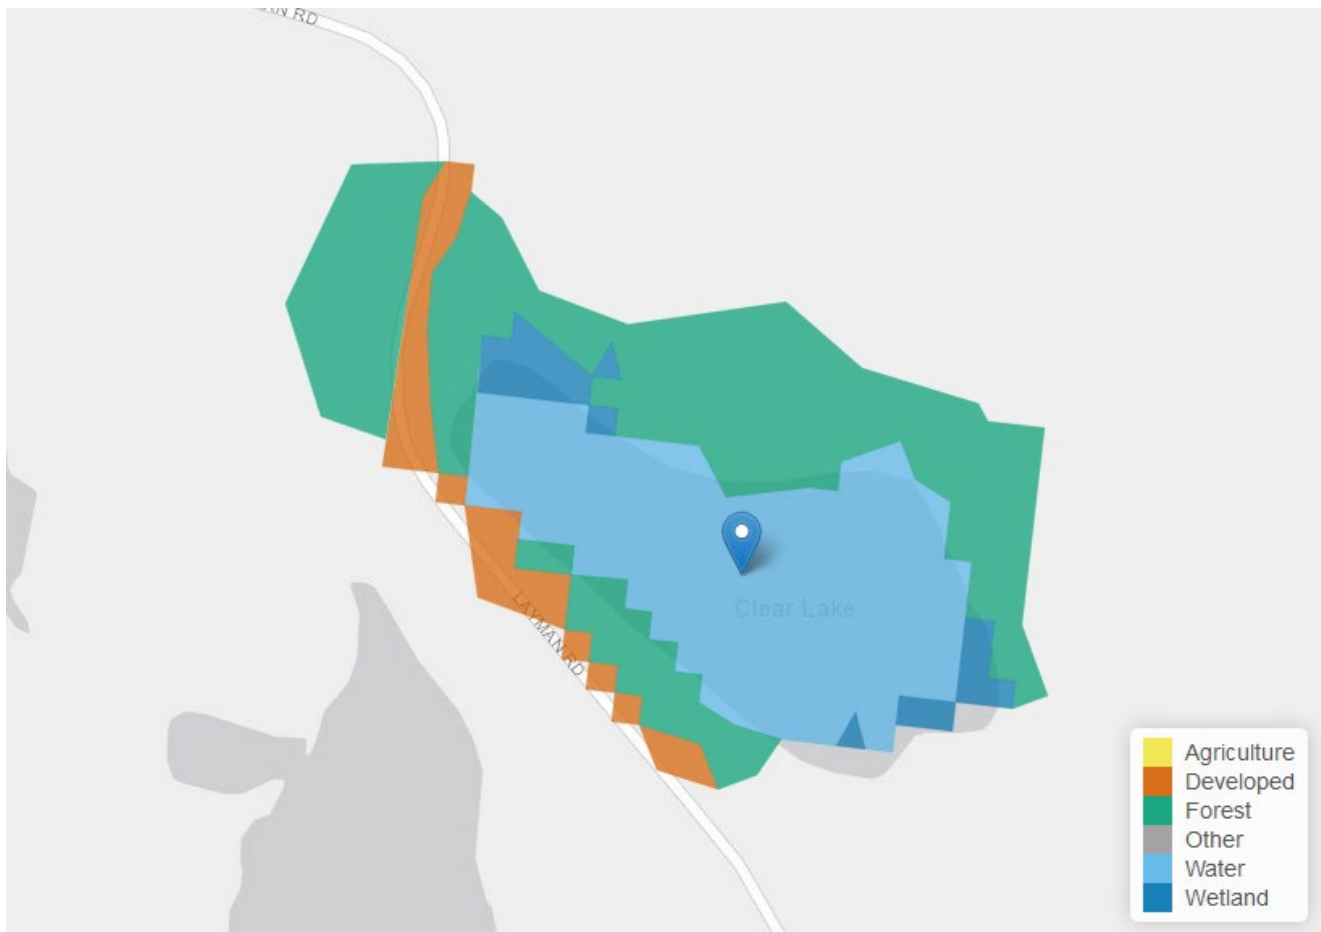 RD
Clear Lake
LAYMAN RD
Agriculture
Developed
Forest
Other
Water
Wetland